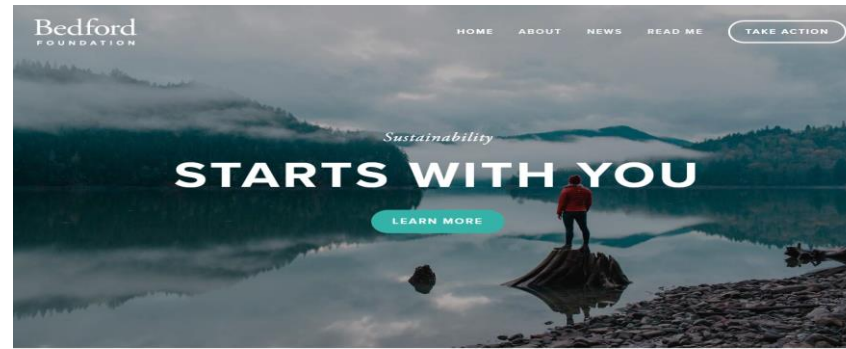 Bedford
FOUNDATION
HOME ABOUT NEWS READ ME TAKE ACTION
Sustainability
STARTS WITH YOU
LEARN MORE